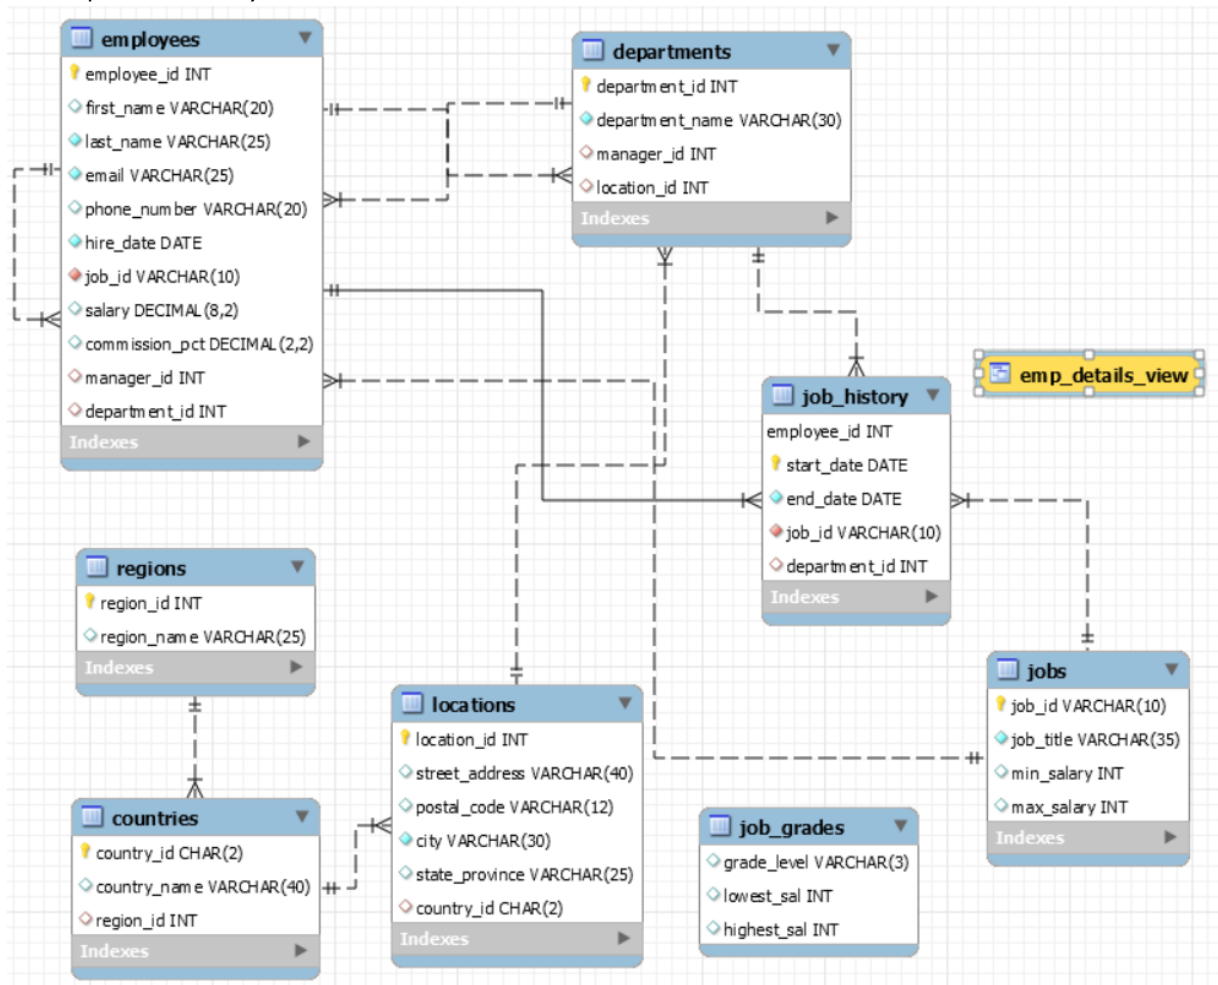 employees
employee_id INT
first_name VARCHAR(20)
last_name VARCHAR(25)
email VARCHAR(25)
phone_number VARCHAR(20)
hire_date DATE
job_id VARCHAR(10)
salary DECIMAL(8,2)
commission_pct DECIMAL(2,2)
manager_id INT
department_id INT
Indexes
departments
department_id INT
department_name VARCHAR(30)
manager_id INT
location_id INT
Indexes
emp_details_view
job_history
employee_id INT
start_date DATE
end_date DATE
job_id VARCHAR(10)
department_id INT
Indexes
regions
region_id INT
region_name VARCHAR(25)
Indexes
locations
location_id INT
street_address VARCHAR(40)
postal_code VARCHAR(12)
city VARCHAR(30)
state_province VARCHAR(25)
country_id CHAR(2)
Indexes
jobs
job_id VARCHAR(10)
job_title VARCHAR(35)
min_salary INT
max_salary INT
Indexes
countries
country_id CHAR(2)
country_name VARCHAR(40)
region_id INT
Indexes
job_grades
grade_level VARCHAR(3)
lowest_sal INT
highest_sal INT